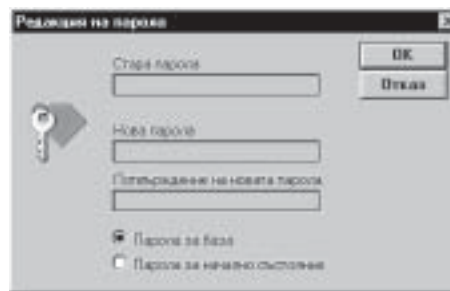 Редакция на парола
Стара парола
OK
Отказ
Нова парола
Потвърждение на новата парола
Парола за база
Парола за начално състояние